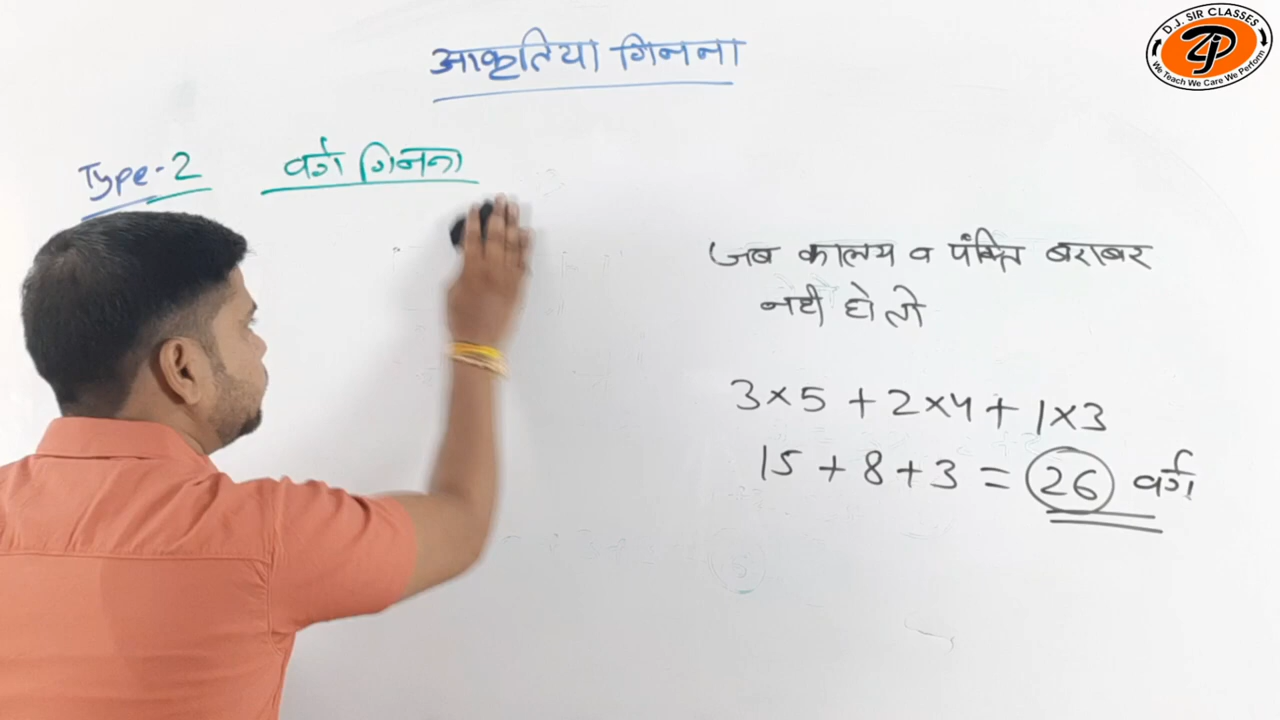 आकृतिया गिनना
D.J. SIR CLASSES
We Teach We Care We Perform
Type-2 वर्ग गिनना
जब कालय व पंक्ति बराबर
नही हो तो
3×5 + 2×4 + 1×3
15 + 8 + 3 = 26 वर्ग